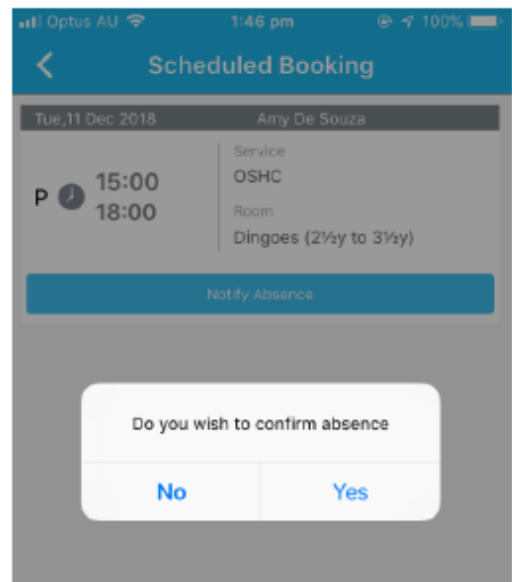 Optus AU 1:46 pm 100%
Scheduled Booking
Tue,11 Dec 2018 Amy De Souza
Service
OSHC
P 15:00
18:00
Room
Dingoes (2½y to 3½y)
Notify Absence
Do you wish to confirm absence
No Yes